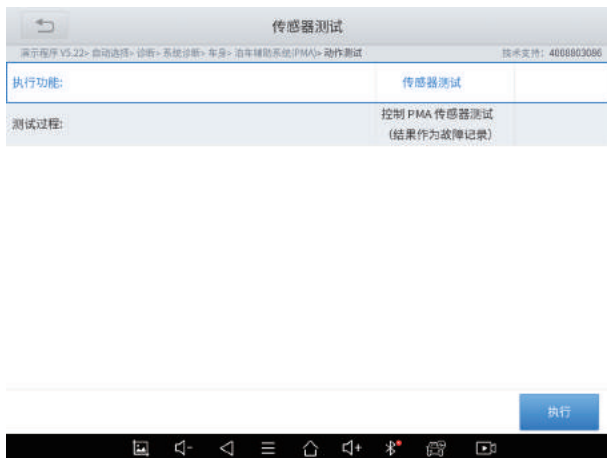 传感器测试
演示程序 V5.22> 自动选择> 诊断> 系统诊断> 车身> 泊车辅助系统(PMA)> 动作测试 技术支持：4008803086
执行功能: 传感器测试
测试过程: 控制 PMA 传感器测试
（结果作为故障记录）
执行